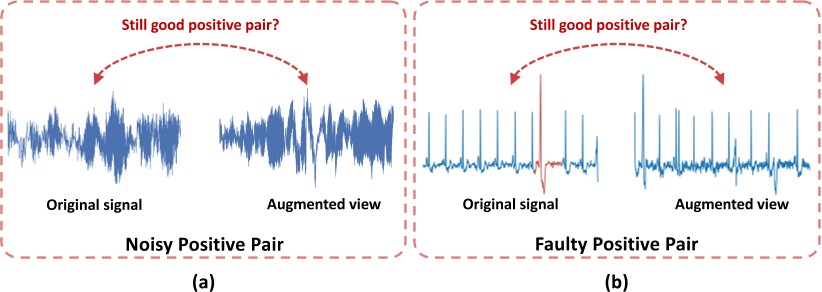 Still good positive pair?
Original signal
Augmented view
Noisy Positive Pair
(a)
Still good positive pair?
Original signal
Augmented view
Faulty Positive Pair
(b)